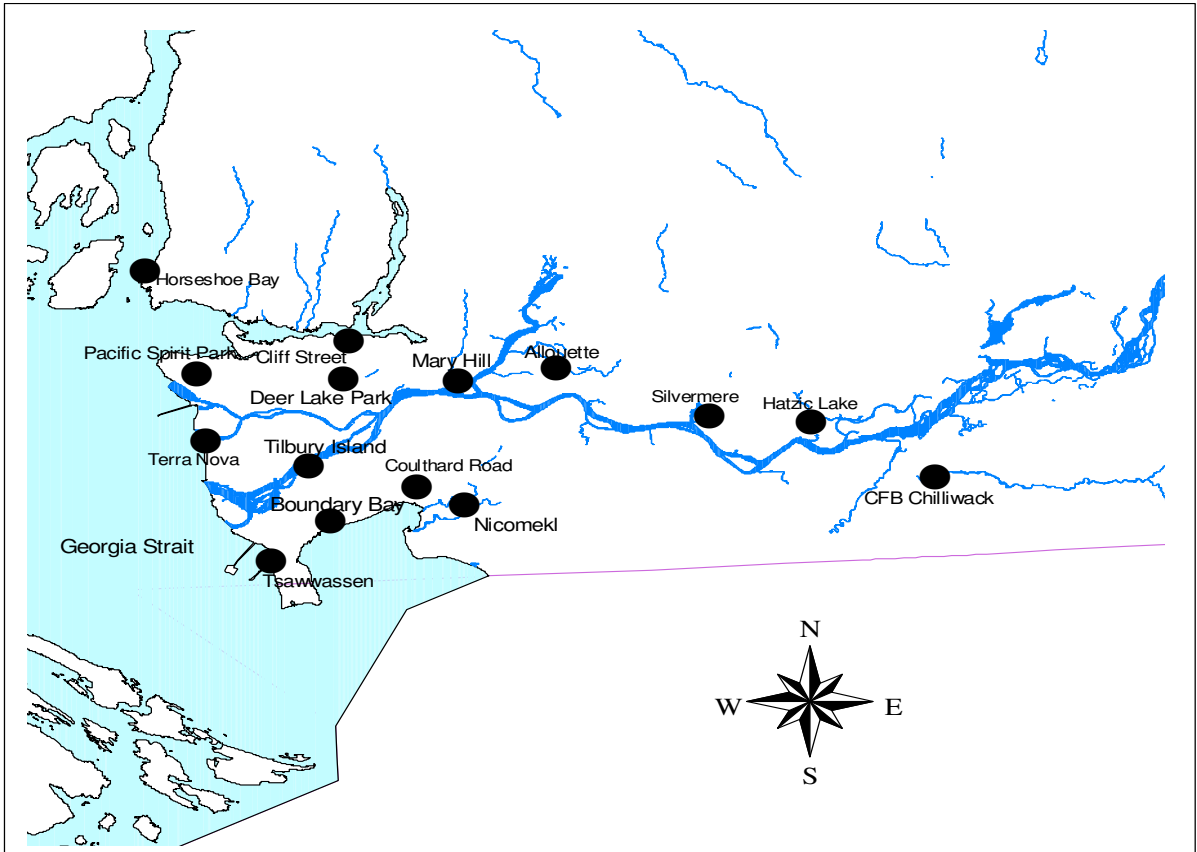 Horseshoe Bay
Pacific Spirit Park
Cliff Street
Mary Hill
Allouette
Deer Lake Park
Silvermere
Hatzic Lake
Terra Nova
Tilbury Island
Coulthard Road
CFB Chilliwack
Boundary Bay
Nicomekl
Georgia Strait
Tsawwassen
N
W
E
S